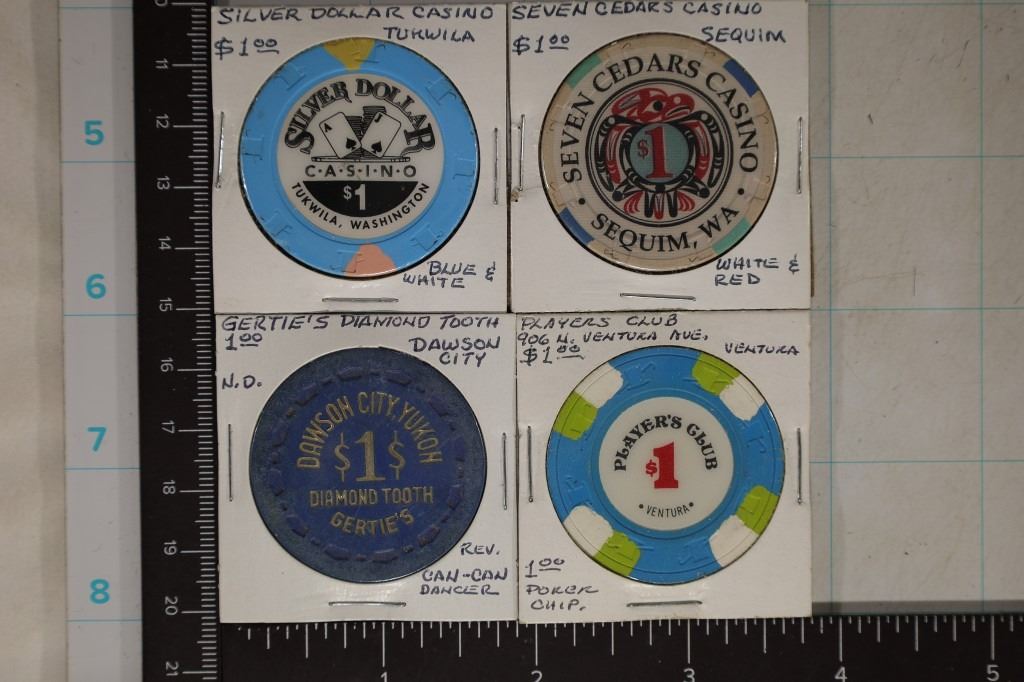 SILVER DOLLAR CASINO
TUKWILA
$1.00
SILVER DOLLAR
A J
C•A•S•I•N•O
$1
TUKWILA, WASHINGTON
BLUE &
WHITE
SEVEN CEDARS CASINO
$1.00 SEQUIM
SEVEN CEDARS CASINO
$1
• SEQUIM, WA •
WHITE &
RED
GERTIE'S DIAMOND TOOTH
1.00 DAWSON
CITY
N.D.
DAWSON CITY, YUKON
$1$
DIAMOND TOOTH
GERTIE'S
REV.
CAN-CAN
DANCER
PLAYERS CLUB
906 N. VENTURA AVE.
$1.00 VENTURA
PLAYER'S CLUB
$1
•VENTURA•
1.00
POKER
CHIP.
5
6
7
8
11
12
13
14
15
16
17
18
19
20
21
1 2 3 4 5